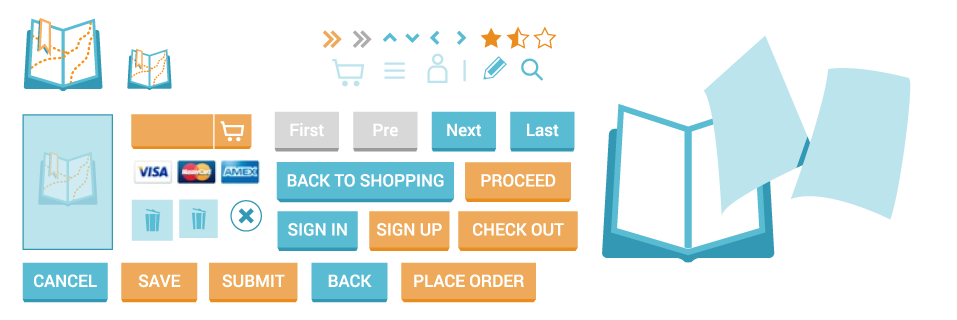 First
Pre
Next
Last
VISA
MasterCard
AMEX
BACK TO SHOPPING
PROCEED
SIGN IN
SIGN UP
CHECK OUT
CANCEL
SAVE
SUBMIT
BACK
PLACE ORDER